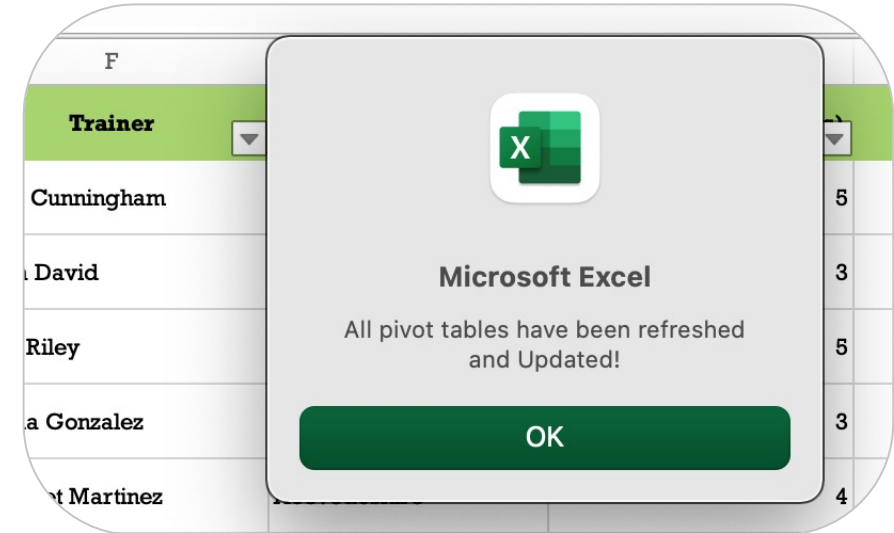 F
Trainer
Cunningham
David
Riley
Gonzalez
Martinez
X
Microsoft Excel
All pivot tables have been refreshed
and Updated!
OK
5
3
5
3
4